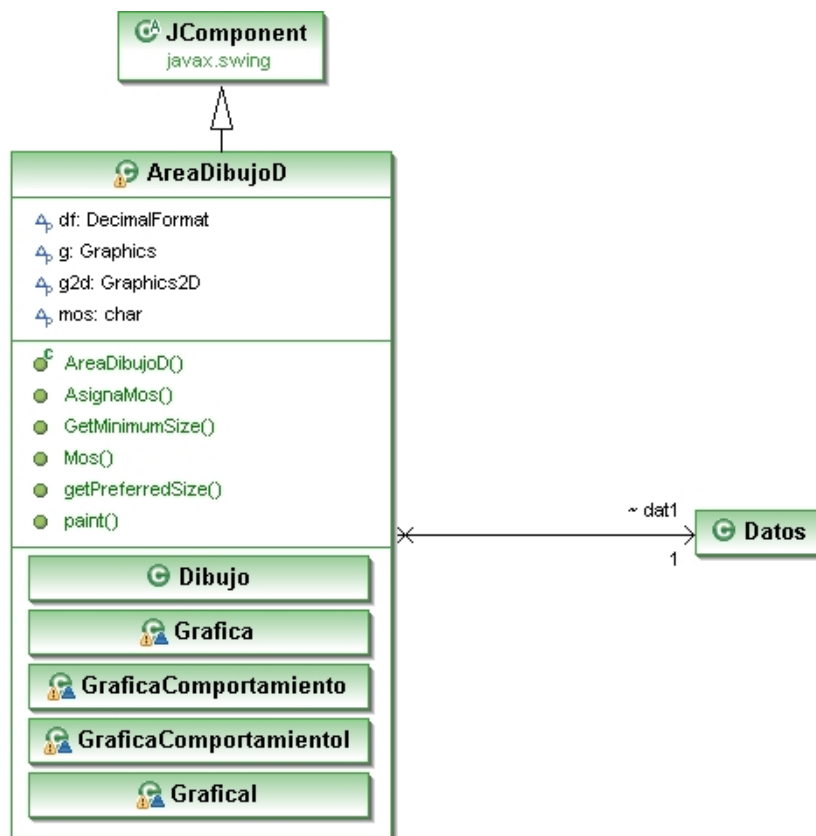 JComponent
javax.swing
AreaDibujoD
df: DecimalFormat
g: Graphics
g2d: Graphics2D
mos: char
AreaDibujoD()
AsignaMos()
GetMinimumSize()
Mos()
getPreferredSize()
paint()
~ dat1
1
Datos
Dibujo
Grafica
GraficaComportamiento
GraficaComportamientoI
GraficaI